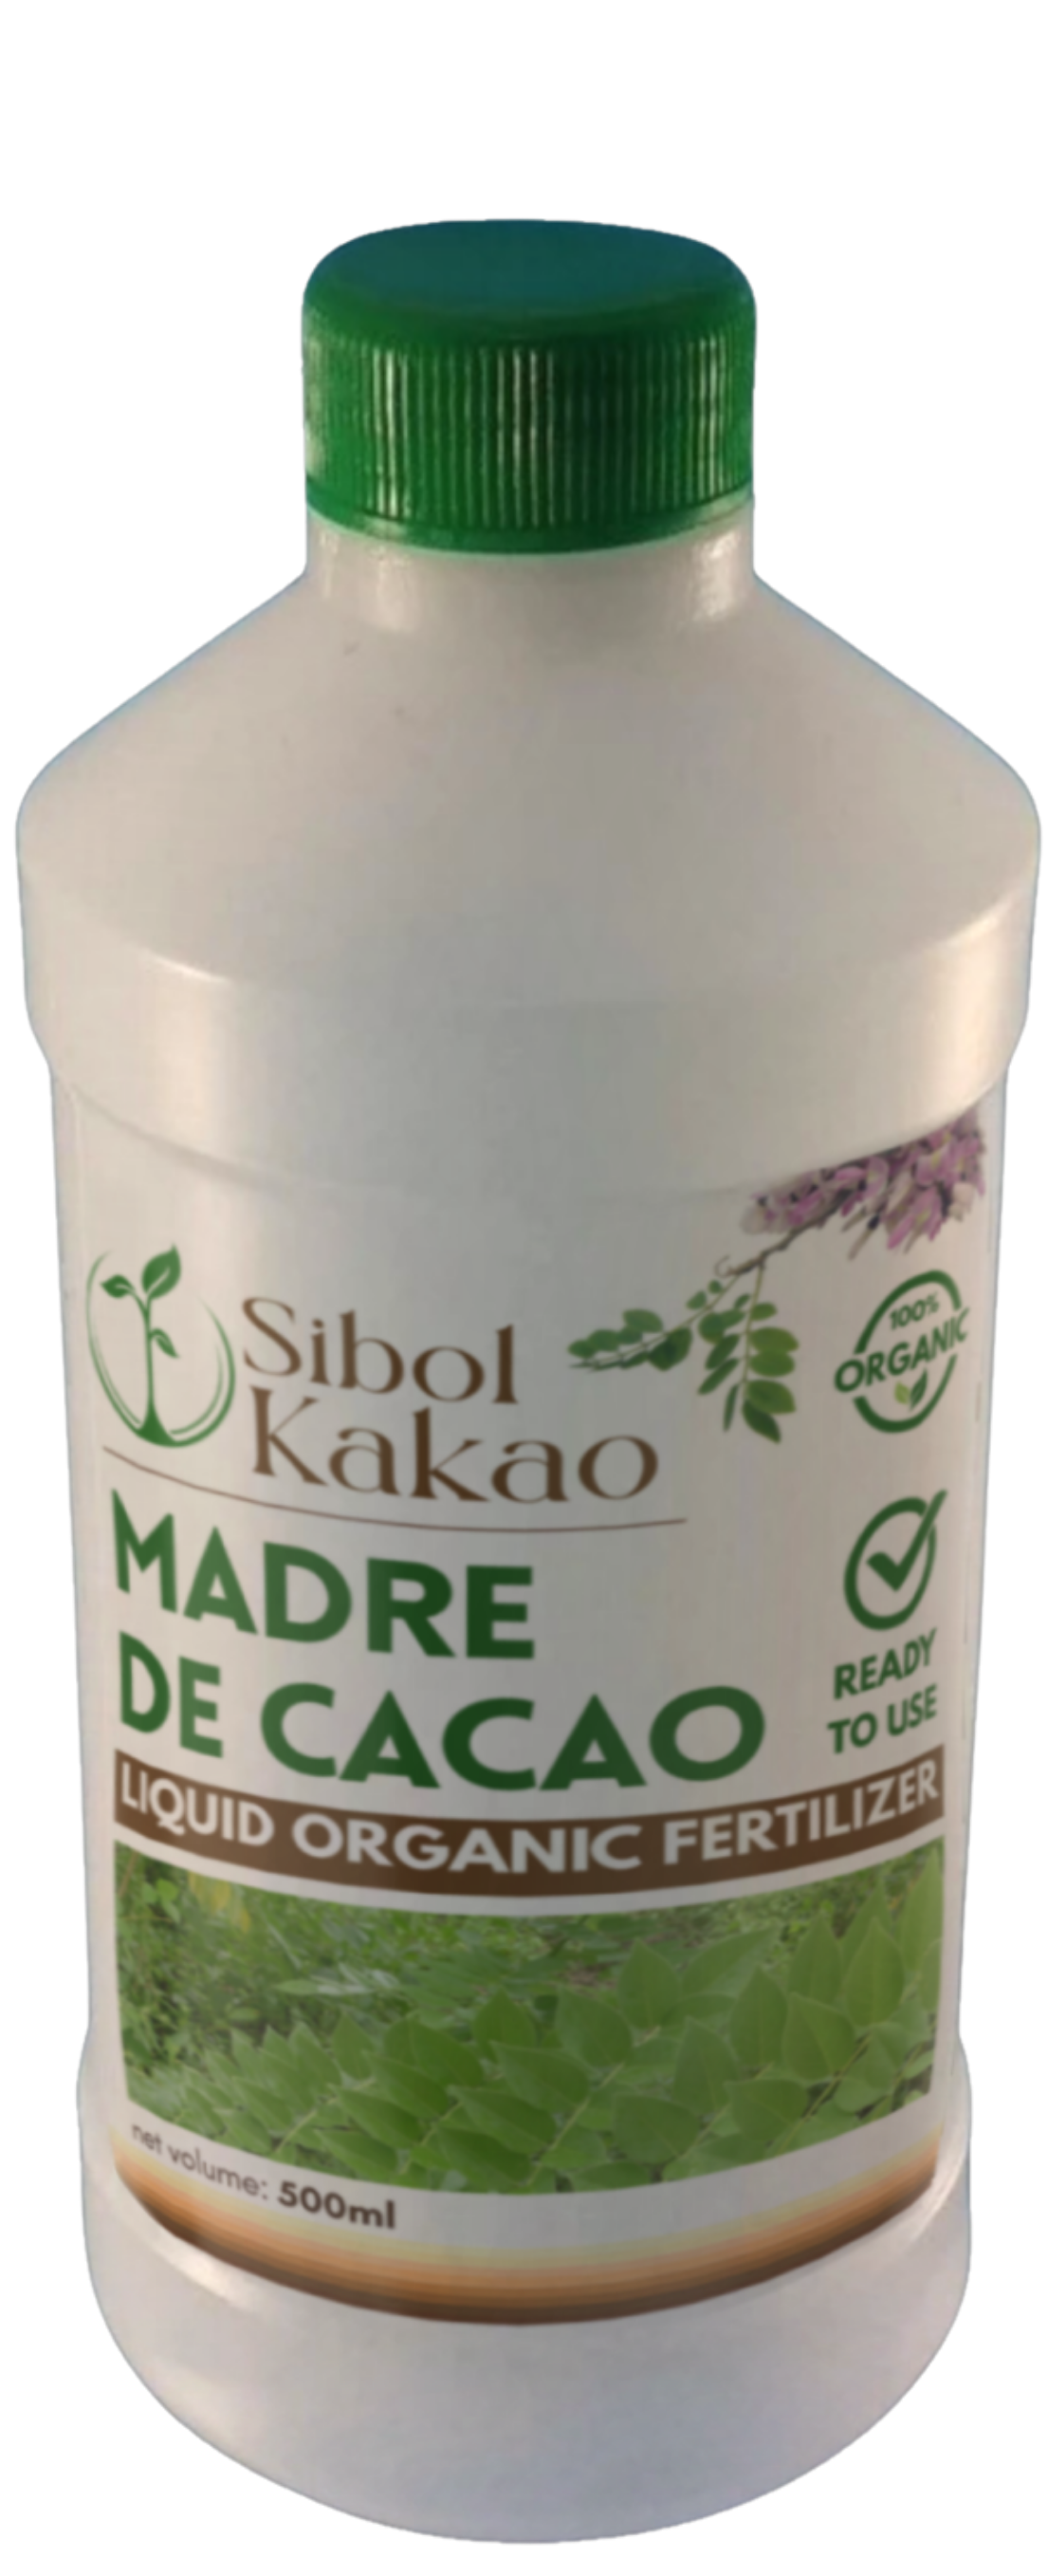 Sibol
Kakao
100%
ORGANIC
MADRE
DE CACAO
READY
TO USE
LIQUID ORGANIC FERTILIZER
net volume: 500ml